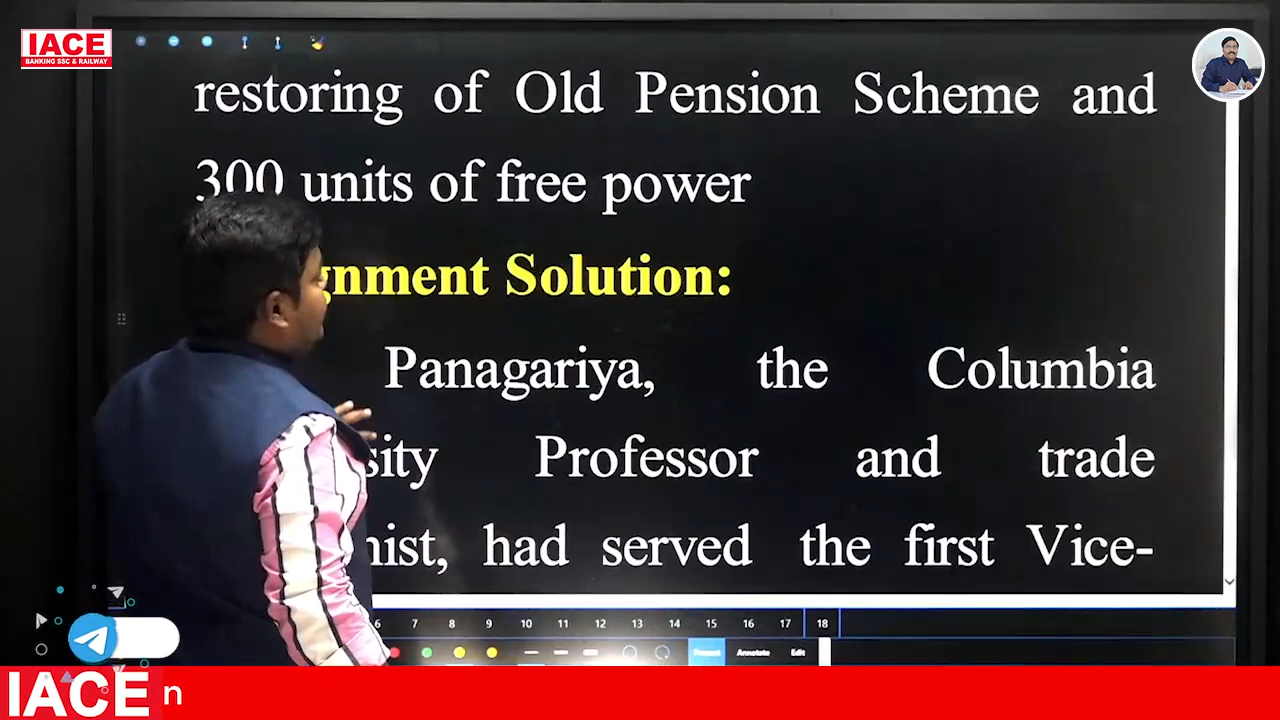 IACE
BANKING SSC & RAILWAY
restoring of Old Pension Scheme and
300 units of free power
gnment Solution:
Panagariya, the Columbia
sity Professor and trade
nist, had served the first Vice-
6 7 8 9 10 11 12 13 14 15 16 17 18
Present Annotate Edit
IACE n